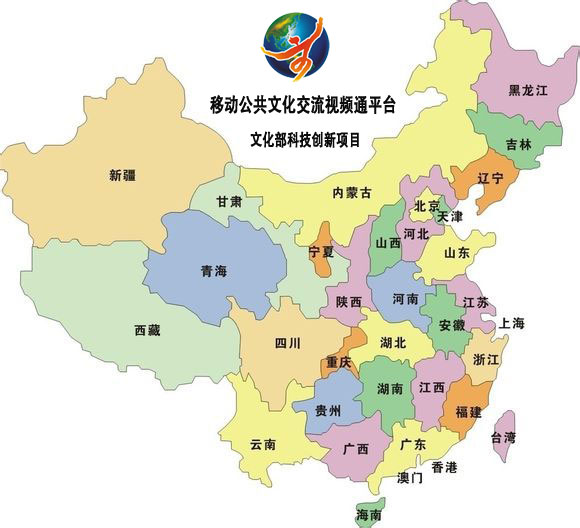 移动公共文化交流视频通平台
文化部科技创新项目
黑龙江
吉林
辽宁
新疆
甘肃
内蒙古
北京
天津
河北
山西
山东
宁夏
青海
陕西
河南
江苏
安徽
上海
西藏
四川
湖北
重庆
浙江
湖南
江西
贵州
福建
台湾
云南
广西
广东
香港
澳门
海南